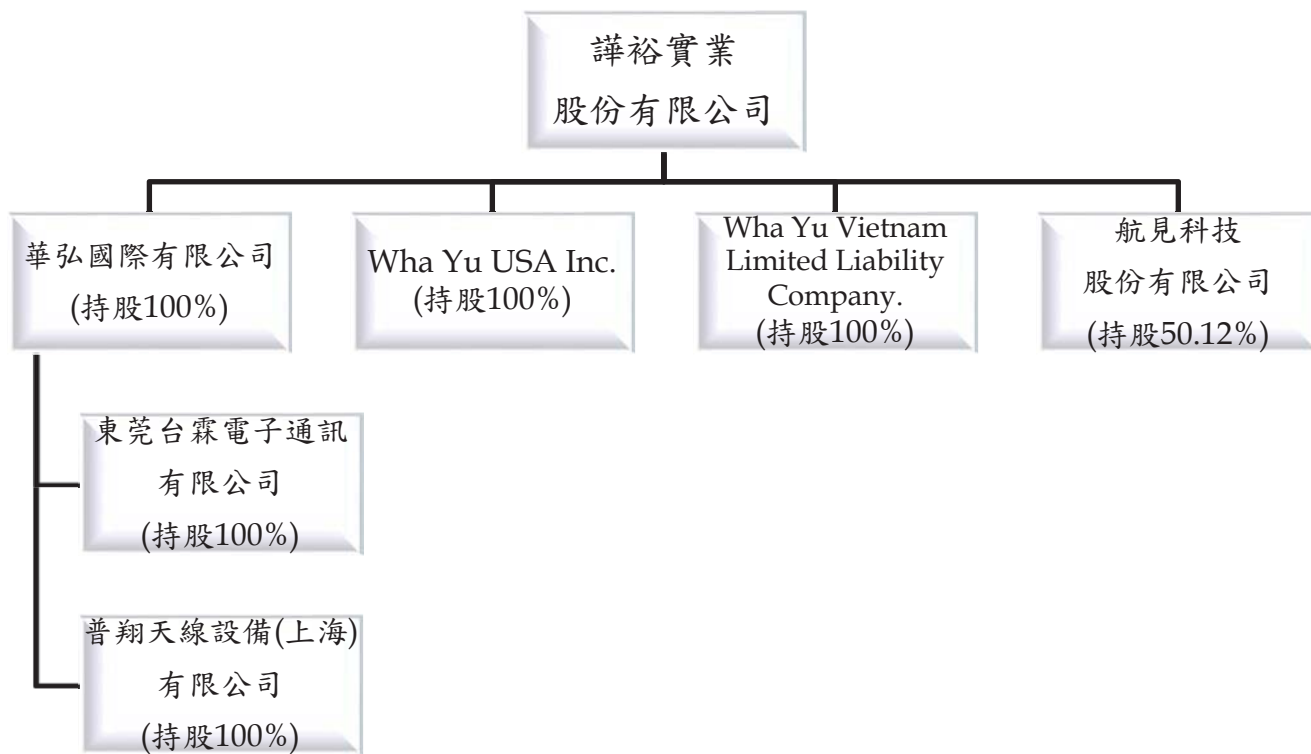 譁裕實業
股份有限公司
華弘國際有限公司
(持股100%)
Wha Yu USA Inc.
(持股100%)
Wha Yu Vietnam
Limited Liability
Company.
(持股100%)
航見科技
股份有限公司
(持股50.12%)
東莞台霖電子通訊
有限公司
(持股100%)
普翔天線設備(上海)
有限公司
(持股100%)